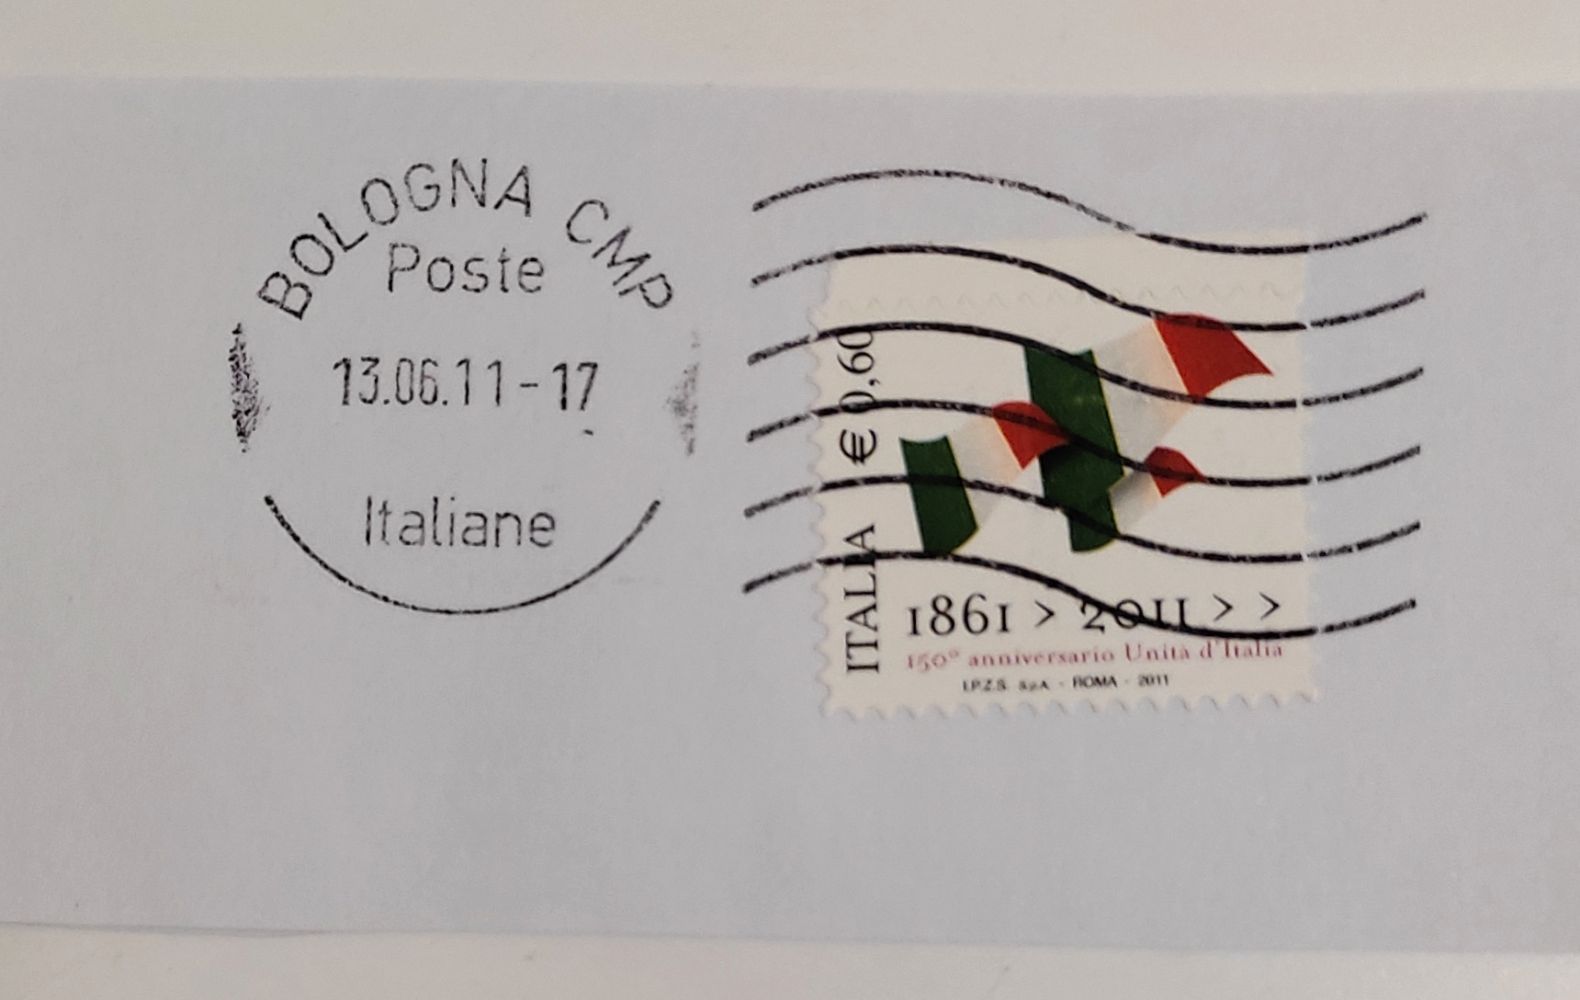 BOLOGNA CMP
Poste
13.06.11-17
Italiane
ITALIA € 0,60
1861 > 2011 > >
150° anniversario Unità d'Italia
I.P.Z.S. S.p.A. - ROMA - 2011